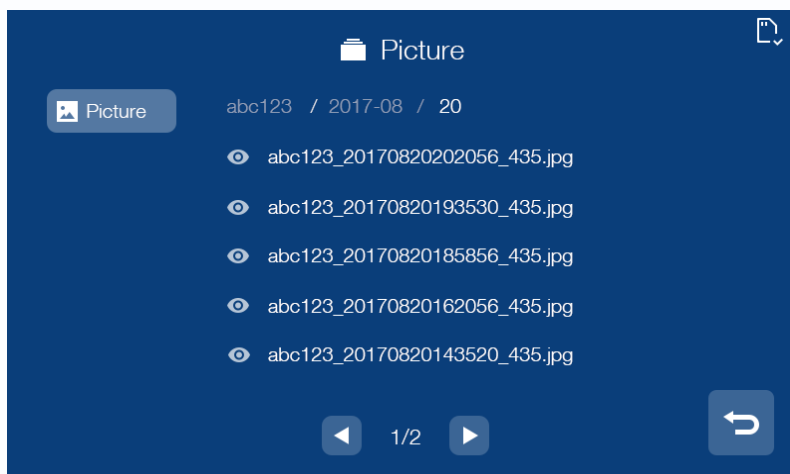 Picture
Picture
abc123 / 2017-08 / 20
abc123_20170820202056_435.jpg
abc123_20170820193530_435.jpg
abc123_20170820185856_435.jpg
abc123_20170820162056_435.jpg
abc123_20170820143520_435.jpg
1/2